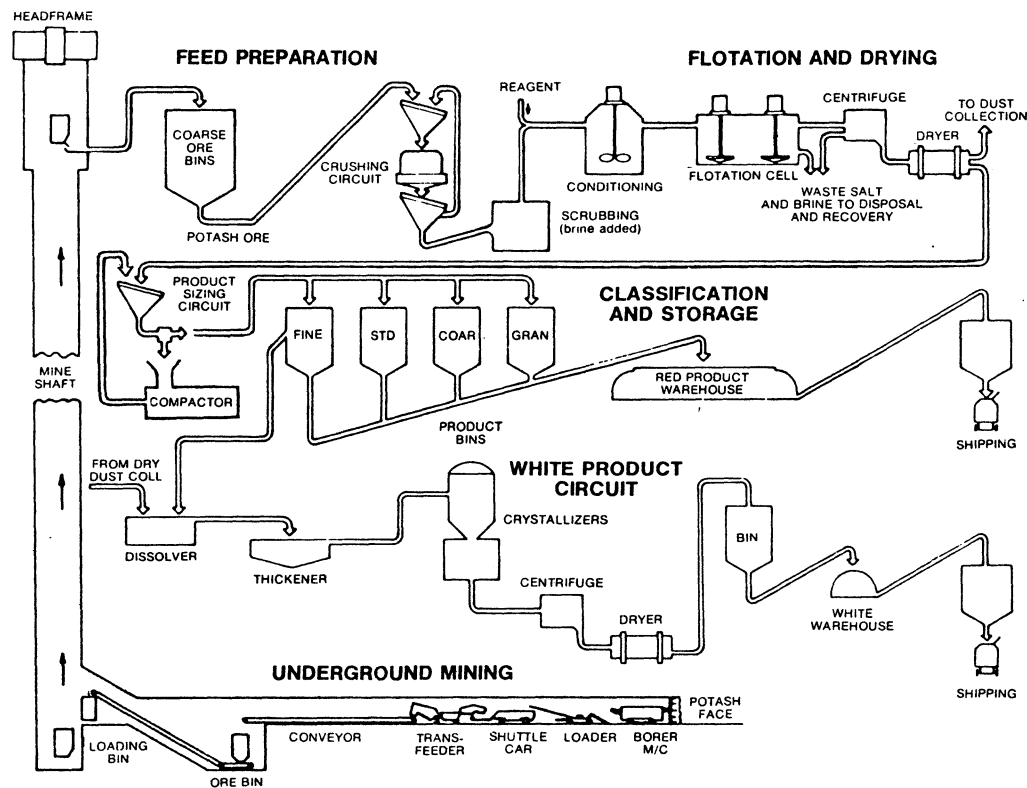 HEADFRAME
FEED PREPARATION
FLOTATION AND DRYING
COARSE
ORE
BINS
POTASH ORE
CRUSHING
CIRCUIT
REAGENT
SCRUBBING
(brine added)
CONDITIONING
FLOTATION CELL
CENTRIFUGE
DRYER
TO DUST
COLLECTION
WASTE SALT
AND BRINE TO DISPOSAL
AND RECOVERY
PRODUCT
SIZING
CIRCUIT
COMPACTOR
MINE
SHAFT
CLASSIFICATION
AND STORAGE
FINE
STD
COAR
GRAN
PRODUCT
BINS
RED PRODUCT
WAREHOUSE
SHIPPING
WHITE PRODUCT
CIRCUIT
FROM DRY
DUST COLL
DISSOLVER
THICKENER
CRYSTALLIZERS
CENTRIFUGE
DRYER
BIN
WHITE
WAREHOUSE
SHIPPING
UNDERGROUND MINING
LOADING
BIN
ORE BIN
CONVEYOR
TRANS-
FEEDER
SHUTTLE
CAR
LOADER
BORER
M/C
POTASH
FACE